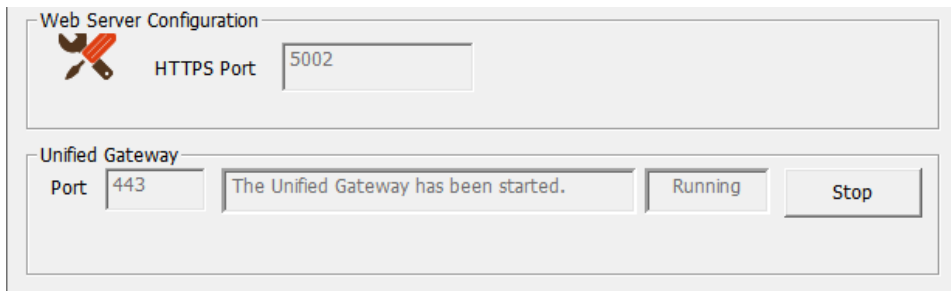 Web Server Configuration
HTTPS Port 5002
Unified Gateway
Port 443 The Unified Gateway has been started. Running Stop